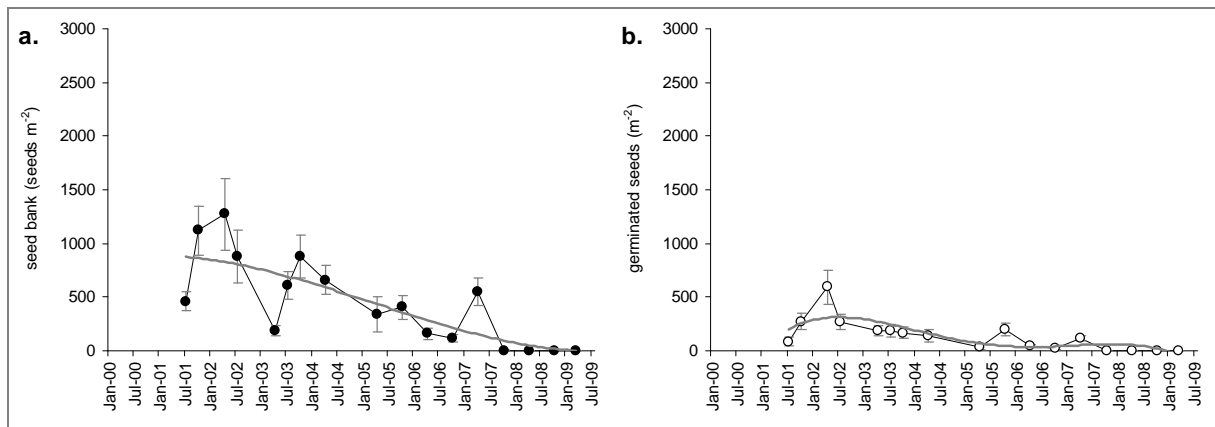 a.
3000
2500
2000
1500
1000
500
0
seed bank (seeds m-2)
Jan-00
Jul-00
Jan-01
Jul-01
Jan-02
Jul-02
Jan-03
Jul-03
Jan-04
Jul-04
Jan-05
Jul-05
Jan-06
Jul-06
Jan-07
Jul-07
Jan-08
Jul-08
Jan-09
Jul-09
b.
3000
2500
2000
1500
1000
500
0
germinated seeds (m-2)
Jan-00
Jul-00
Jan-01
Jul-01
Jan-02
Jul-02
Jan-03
Jul-03
Jan-04
Jul-04
Jan-05
Jul-05
Jan-06
Jul-06
Jan-07
Jul-07
Jan-08
Jul-08
Jan-09
Jul-09